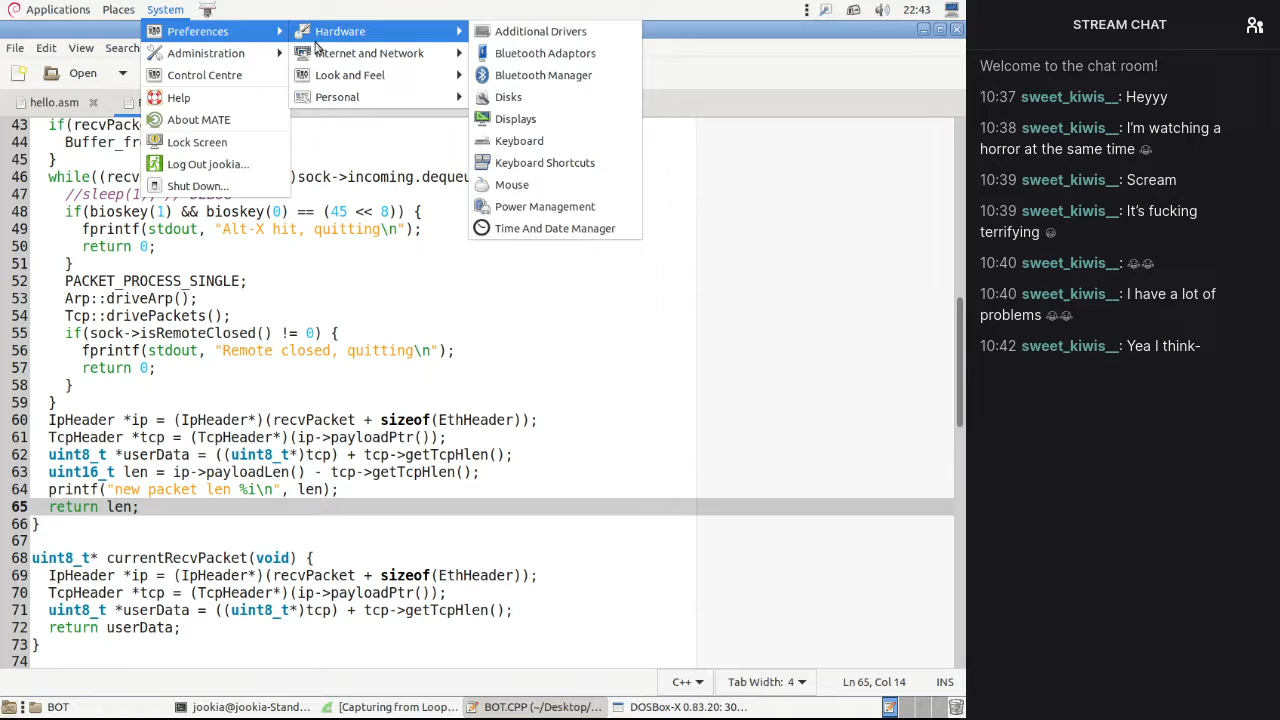 Applications Places System 22:43
Preferences
Administration
Control Centre
Help
About MATE
Lock Screen
Log Out jookia...
Shut Down...
Hardware
Internet and Network
Look and Feel
Personal
Additional Drivers
Bluetooth Adaptors
Bluetooth Manager
Disks
Displays
Keyboard
Keyboard Shortcuts
Mouse
Power Management
Time And Date Manager
File Edit View Search
Open
hello.asm
43 if(recvPack
44 Buffer_fre
45 }
46 while((recv )sock->incoming.dequeu
47 //sleep(1);
48 if(bioskey(1) && bioskey(0) == (45 << 8)) {
49 fprintf(stdout, "Alt-X hit, quitting\n");
50 return 0;
51 }
52 PACKET_PROCESS_SINGLE;
53 Arp::driveArp();
54 Tcp::drivePackets();
55 if(sock->isRemoteClosed() != 0) {
56 fprintf(stdout, "Remote closed, quitting\n");
57 return 0;
58 }
59 }
60 IpHeader *ip = (IpHeader*)(recvPacket + sizeof(EthHeader));
61 TcpHeader *tcp = (TcpHeader*)(ip->payloadPtr());
62 uint8_t *userData = ((uint8_t*)tcp) + tcp->getTcpHlen();
63 uint16_t len = ip->payloadLen() - tcp->getTcpHlen();
64 printf("new packet len %i\n", len);
65 return len;
66 }
67
68 uint8_t* currentRecvPacket(void) {
69 IpHeader *ip = (IpHeader*)(recvPacket + sizeof(EthHeader));
70 TcpHeader *tcp = (TcpHeader*)(ip->payloadPtr());
71 uint8_t *userData = ((uint8_t*)tcp) + tcp->getTcpHlen();
72 return userData;
73 }
74
C++ Tab Width: 4 Ln 65, Col 14 INS
BOT jookia@jookia-Stand... [Capturing from Loop... BOT.CPP (~/Desktop/... DOSBox-X 0.83.20: 30...
STREAM CHAT
Welcome to the chat room!
10:37 sweet_kiwis__: Heyyy
10:38 sweet_kiwis__: I'm watching a
horror at the same time 😭
10:39 sweet_kiwis__: Scream
10:39 sweet_kiwis__: It's fucking
terrifying 😀
10:40 sweet_kiwis__: 😭😭
10:40 sweet_kiwis__: I have a lot of
problems 😭😭
10:42 sweet_kiwis__: Yea I think-